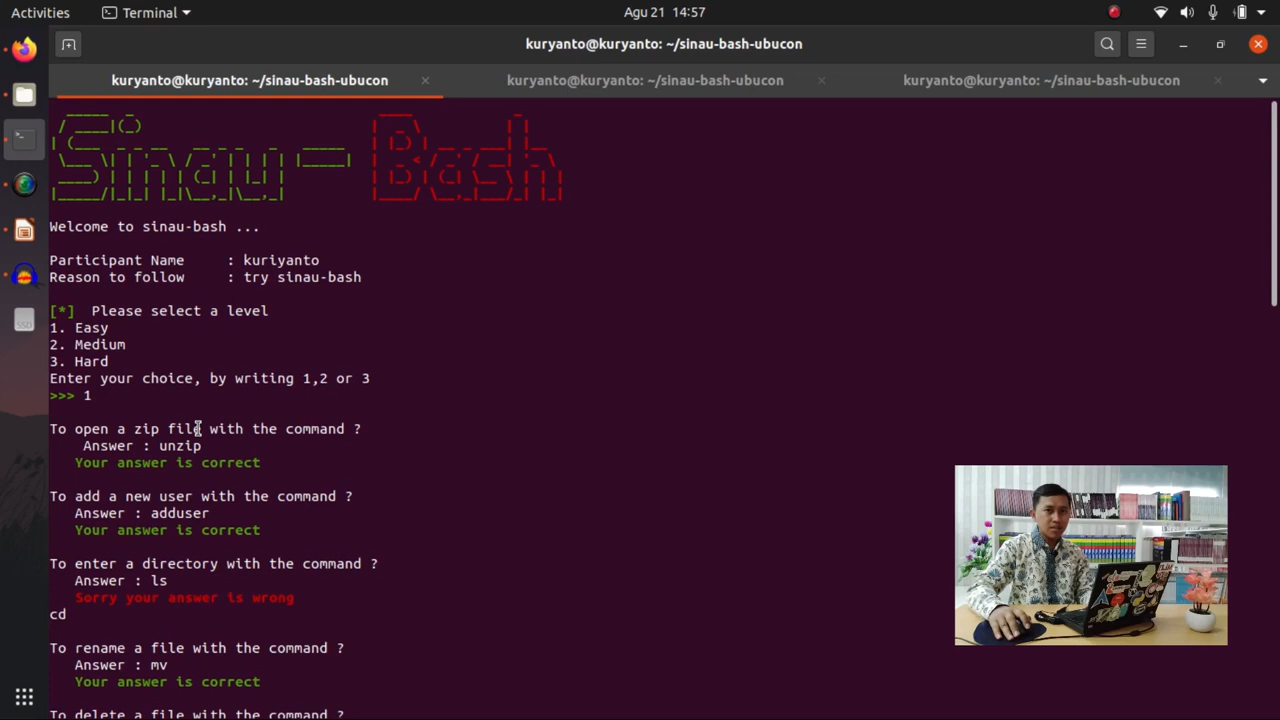 Activities
Terminal
Agu 21 14:57
kuryanto@kuryanto: ~/sinau-bash-ubucon
kuryanto@kuryanto: ~/sinau-bash-ubucon
kuryanto@kuryanto: ~/sinau-bash-ubucon
kuryanto@kuryanto: ~/sinau-bash-ubucon
Sinau - Bash
Welcome to sinau-bash ...
Participant Name : kuriyanto
Reason to follow : try sinau-bash
[*] Please select a level
1. Easy
2. Medium
3. Hard
Enter your choice, by writing 1,2 or 3
>>> 1
To open a zip file with the command ?
Answer : unzip
Your answer is correct
To add a new user with the command ?
Answer : adduser
Your answer is correct
To enter a directory with the command ?
Answer : ls
Sorry your answer is wrong
cd
To rename a file with the command ?
Answer : mv
Your answer is correct
To delete a file with the command ?
SSD